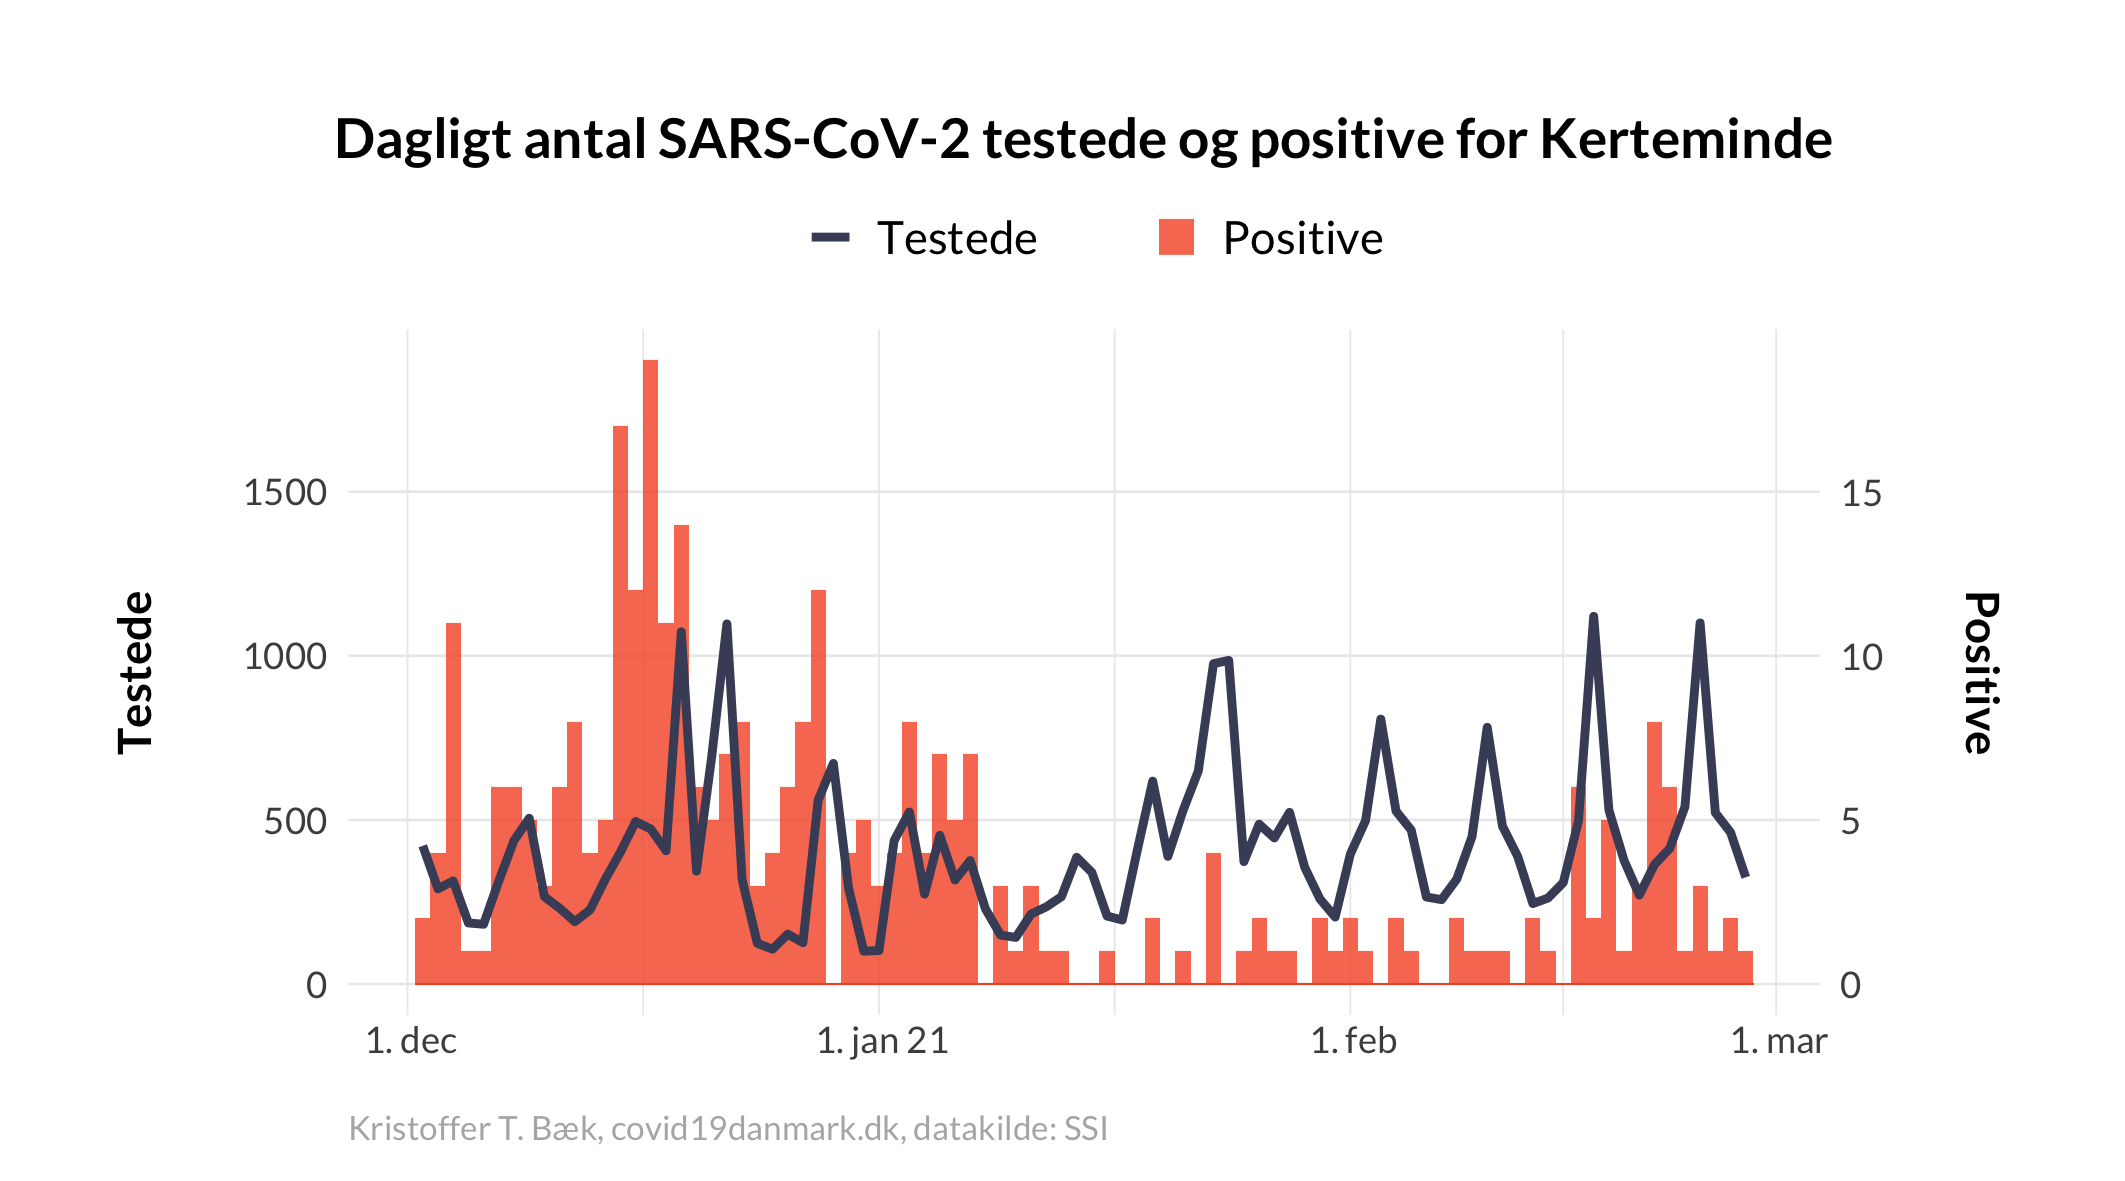 Dagligt antal SARS-CoV-2 testede og positive for Kerteminde
Testede Positive
Testede
1500
1000
500
0
15
10
5
0
Positive
1. dec 1. jan 21 1. feb 1. mar
Kristoffer T. Bæk, covid19danmark.dk, datakilde: SSI